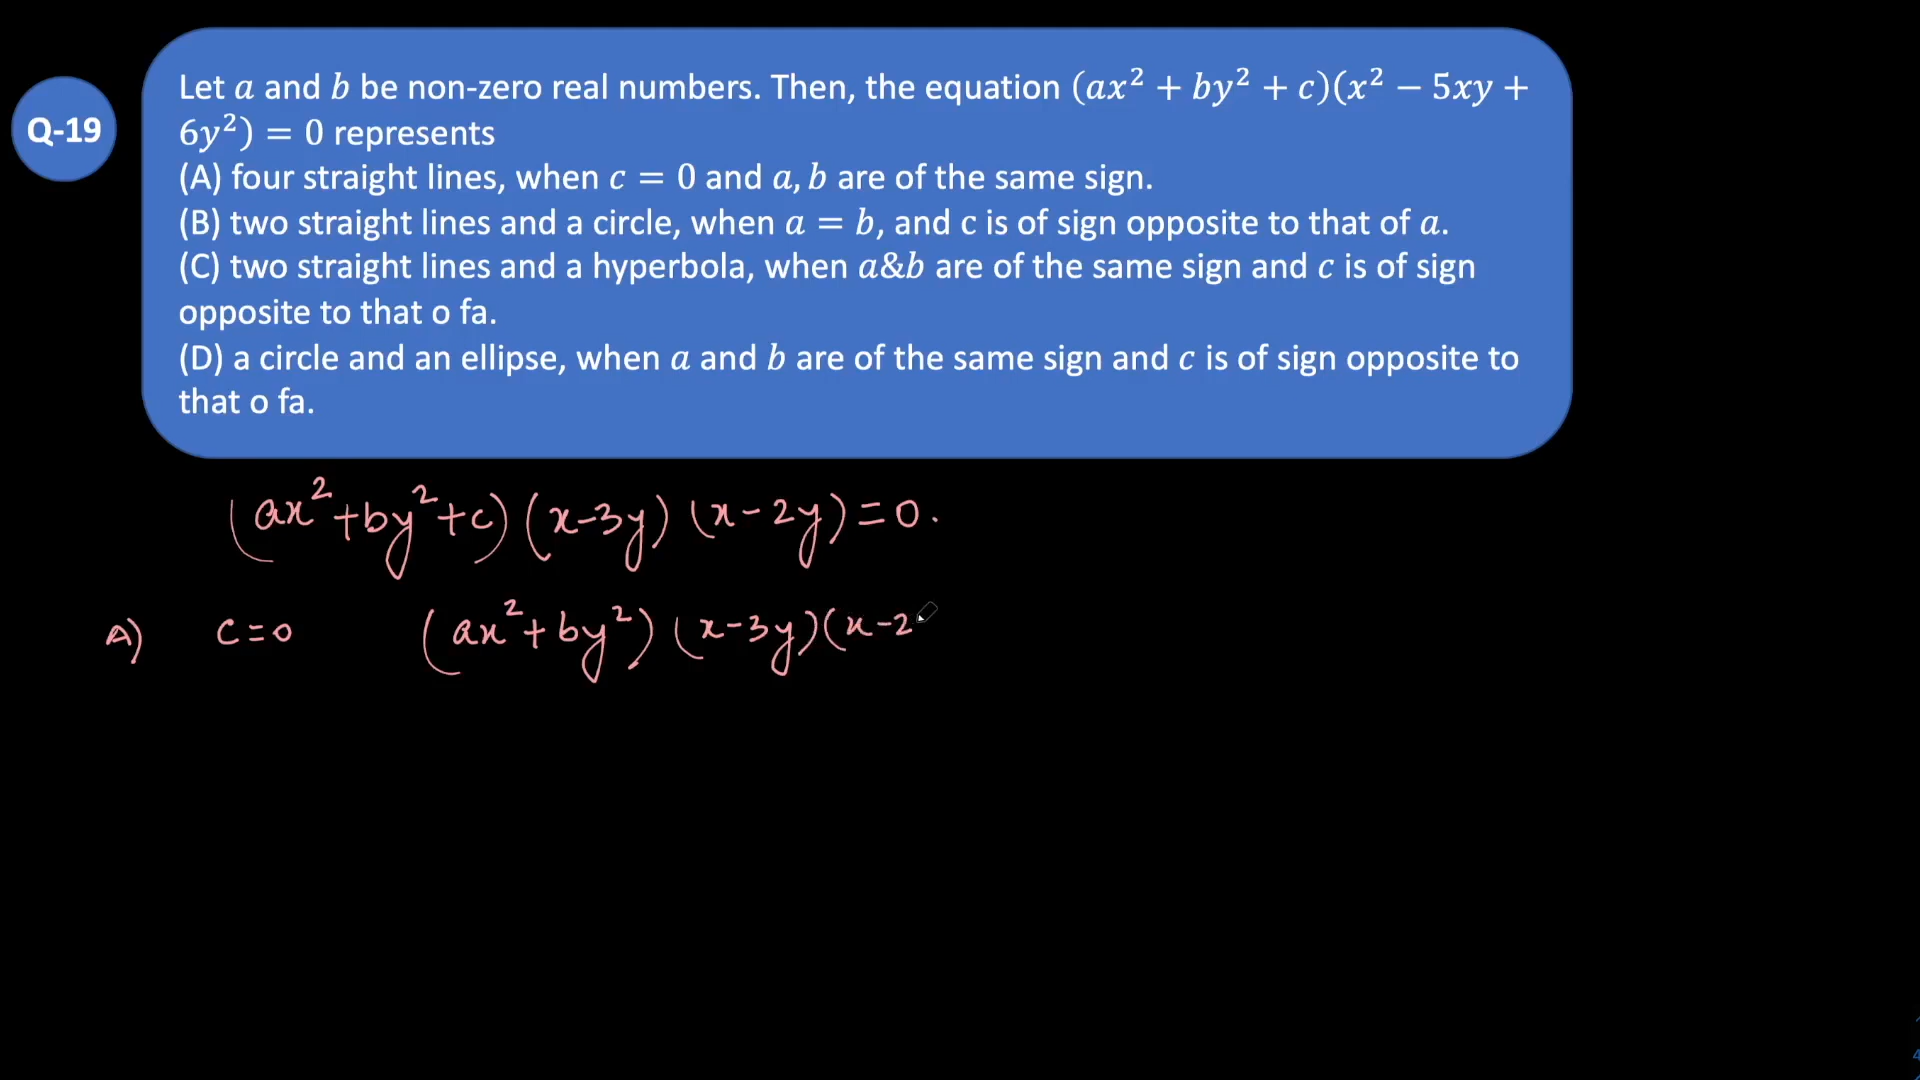 Q-19
Let a and b be non-zero real numbers. Then, the equation (ax² + by² + c)(x² − 5xy +
6y²) = 0 represents
(A) four straight lines, when c = 0 and a, b are of the same sign.
(B) two straight lines and a circle, when a = b, and c is of sign opposite to that of a.
(C) two straight lines and a hyperbola, when a&b are of the same sign and c is of sign
opposite to that o fa.
(D) a circle and an ellipse, when a and b are of the same sign and c is of sign opposite to
that o fa.
(ax²+by²+c) (x-3y) (x-2y)=0.
A) c=0 (ax²+by²) (x-3y)(x-2
4